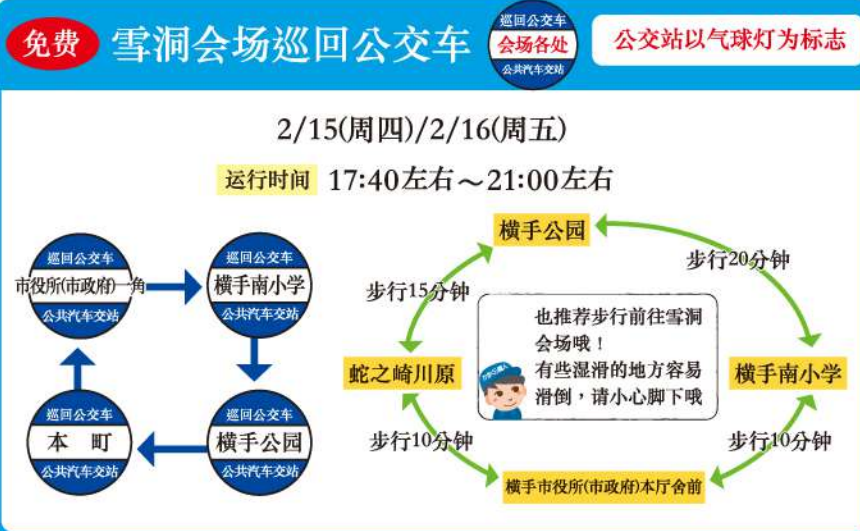 免费
雪洞会场巡回公交车
巡回公交车
会场各处
公共汽车交站
公交站以气球灯为标志
2/15(周四)/2/16(周五)
运行时间 17:40左右～21:00左右
巡回公交车
市役所(市政府)一角
公共汽车交站
巡回公交车
横手南小学
公共汽车交站
巡回公交车
本 町
公共汽车交站
巡回公交车
横手公园
公共汽车交站
横手公园
步行15分钟
步行20分钟
蛇之崎川原
横手南小学
步行10分钟
步行10分钟
横手市役所(市政府)本厅舍前
也推荐步行前往雪洞
会场哦！
有些湿滑的地方容易
滑倒，请小心脚下哦